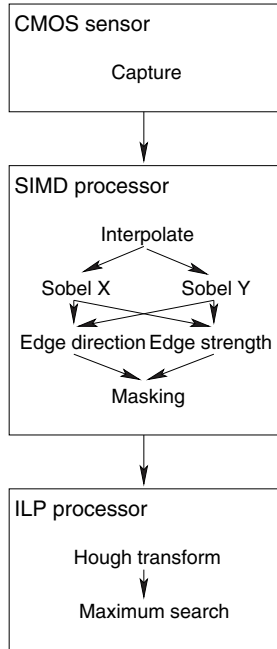 CMOS sensor
Capture
SIMD processor
Interpolate
Sobel X Sobel Y
Edge direction Edge strength
Masking
ILP processor
Hough transform
Maximum search